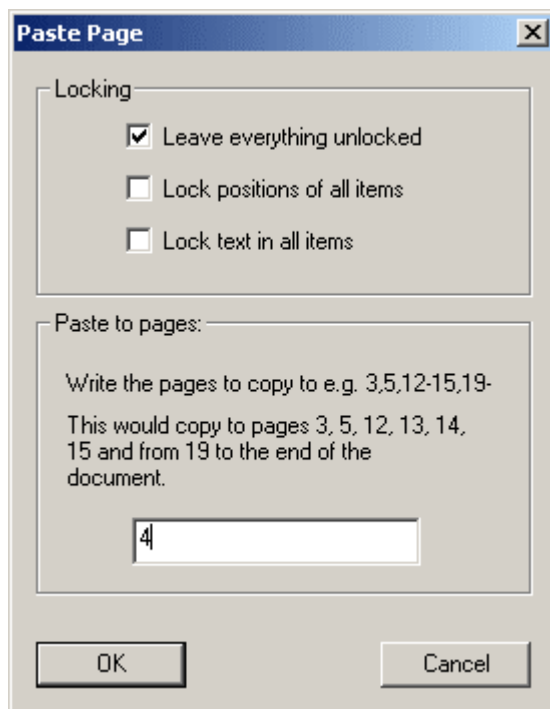 Paste Page
Locking
Leave everything unlocked
Lock positions of all items
Lock text in all items
Paste to pages:
Write the pages to copy to e.g. 3,5,12-15,19-
This would copy to pages 3, 5, 12, 13, 14,
15 and from 19 to the end of the
document.
4
OK
Cancel